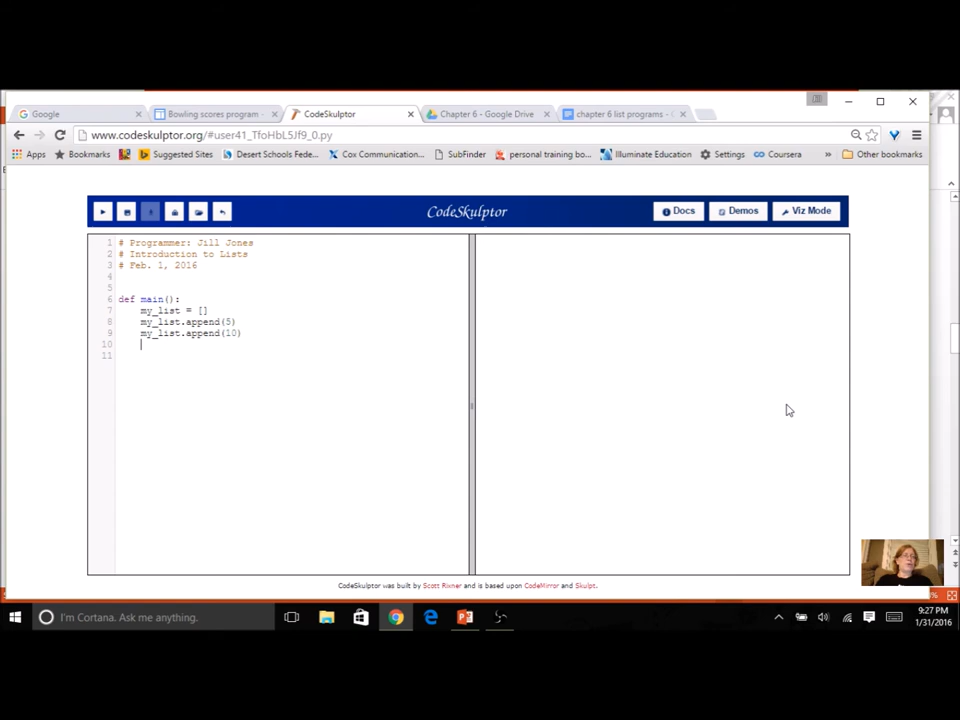 Google
Bowling scores program -
CodeSkulptor
Chapter 6 - Google Drive
chapter 6 list programs -
www.codeskulptor.org/#user41_TfoHbL5Jf9_0.py
Apps
Bookmarks
Suggested Sites
Desert Schools Fede...
Cox Communication...
SubFinder
personal training bo...
Illuminate Education
Settings
Coursera
»
Other bookmarks
CodeSkulptor
Docs
Demos
Viz Mode
1 # Programmer: Jill Jones
2 # Introduction to Lists
3 # Feb. 1, 2016
4
5
6 def main():
7 my_list = []
8 my_list.append(5)
9 my_list.append(10)
10
11
CodeSkulptor was built by Scott Rixner and is based upon CodeMirror and Skulpt.
I'm Cortana. Ask me anything.
9:27 PM
1/31/2016